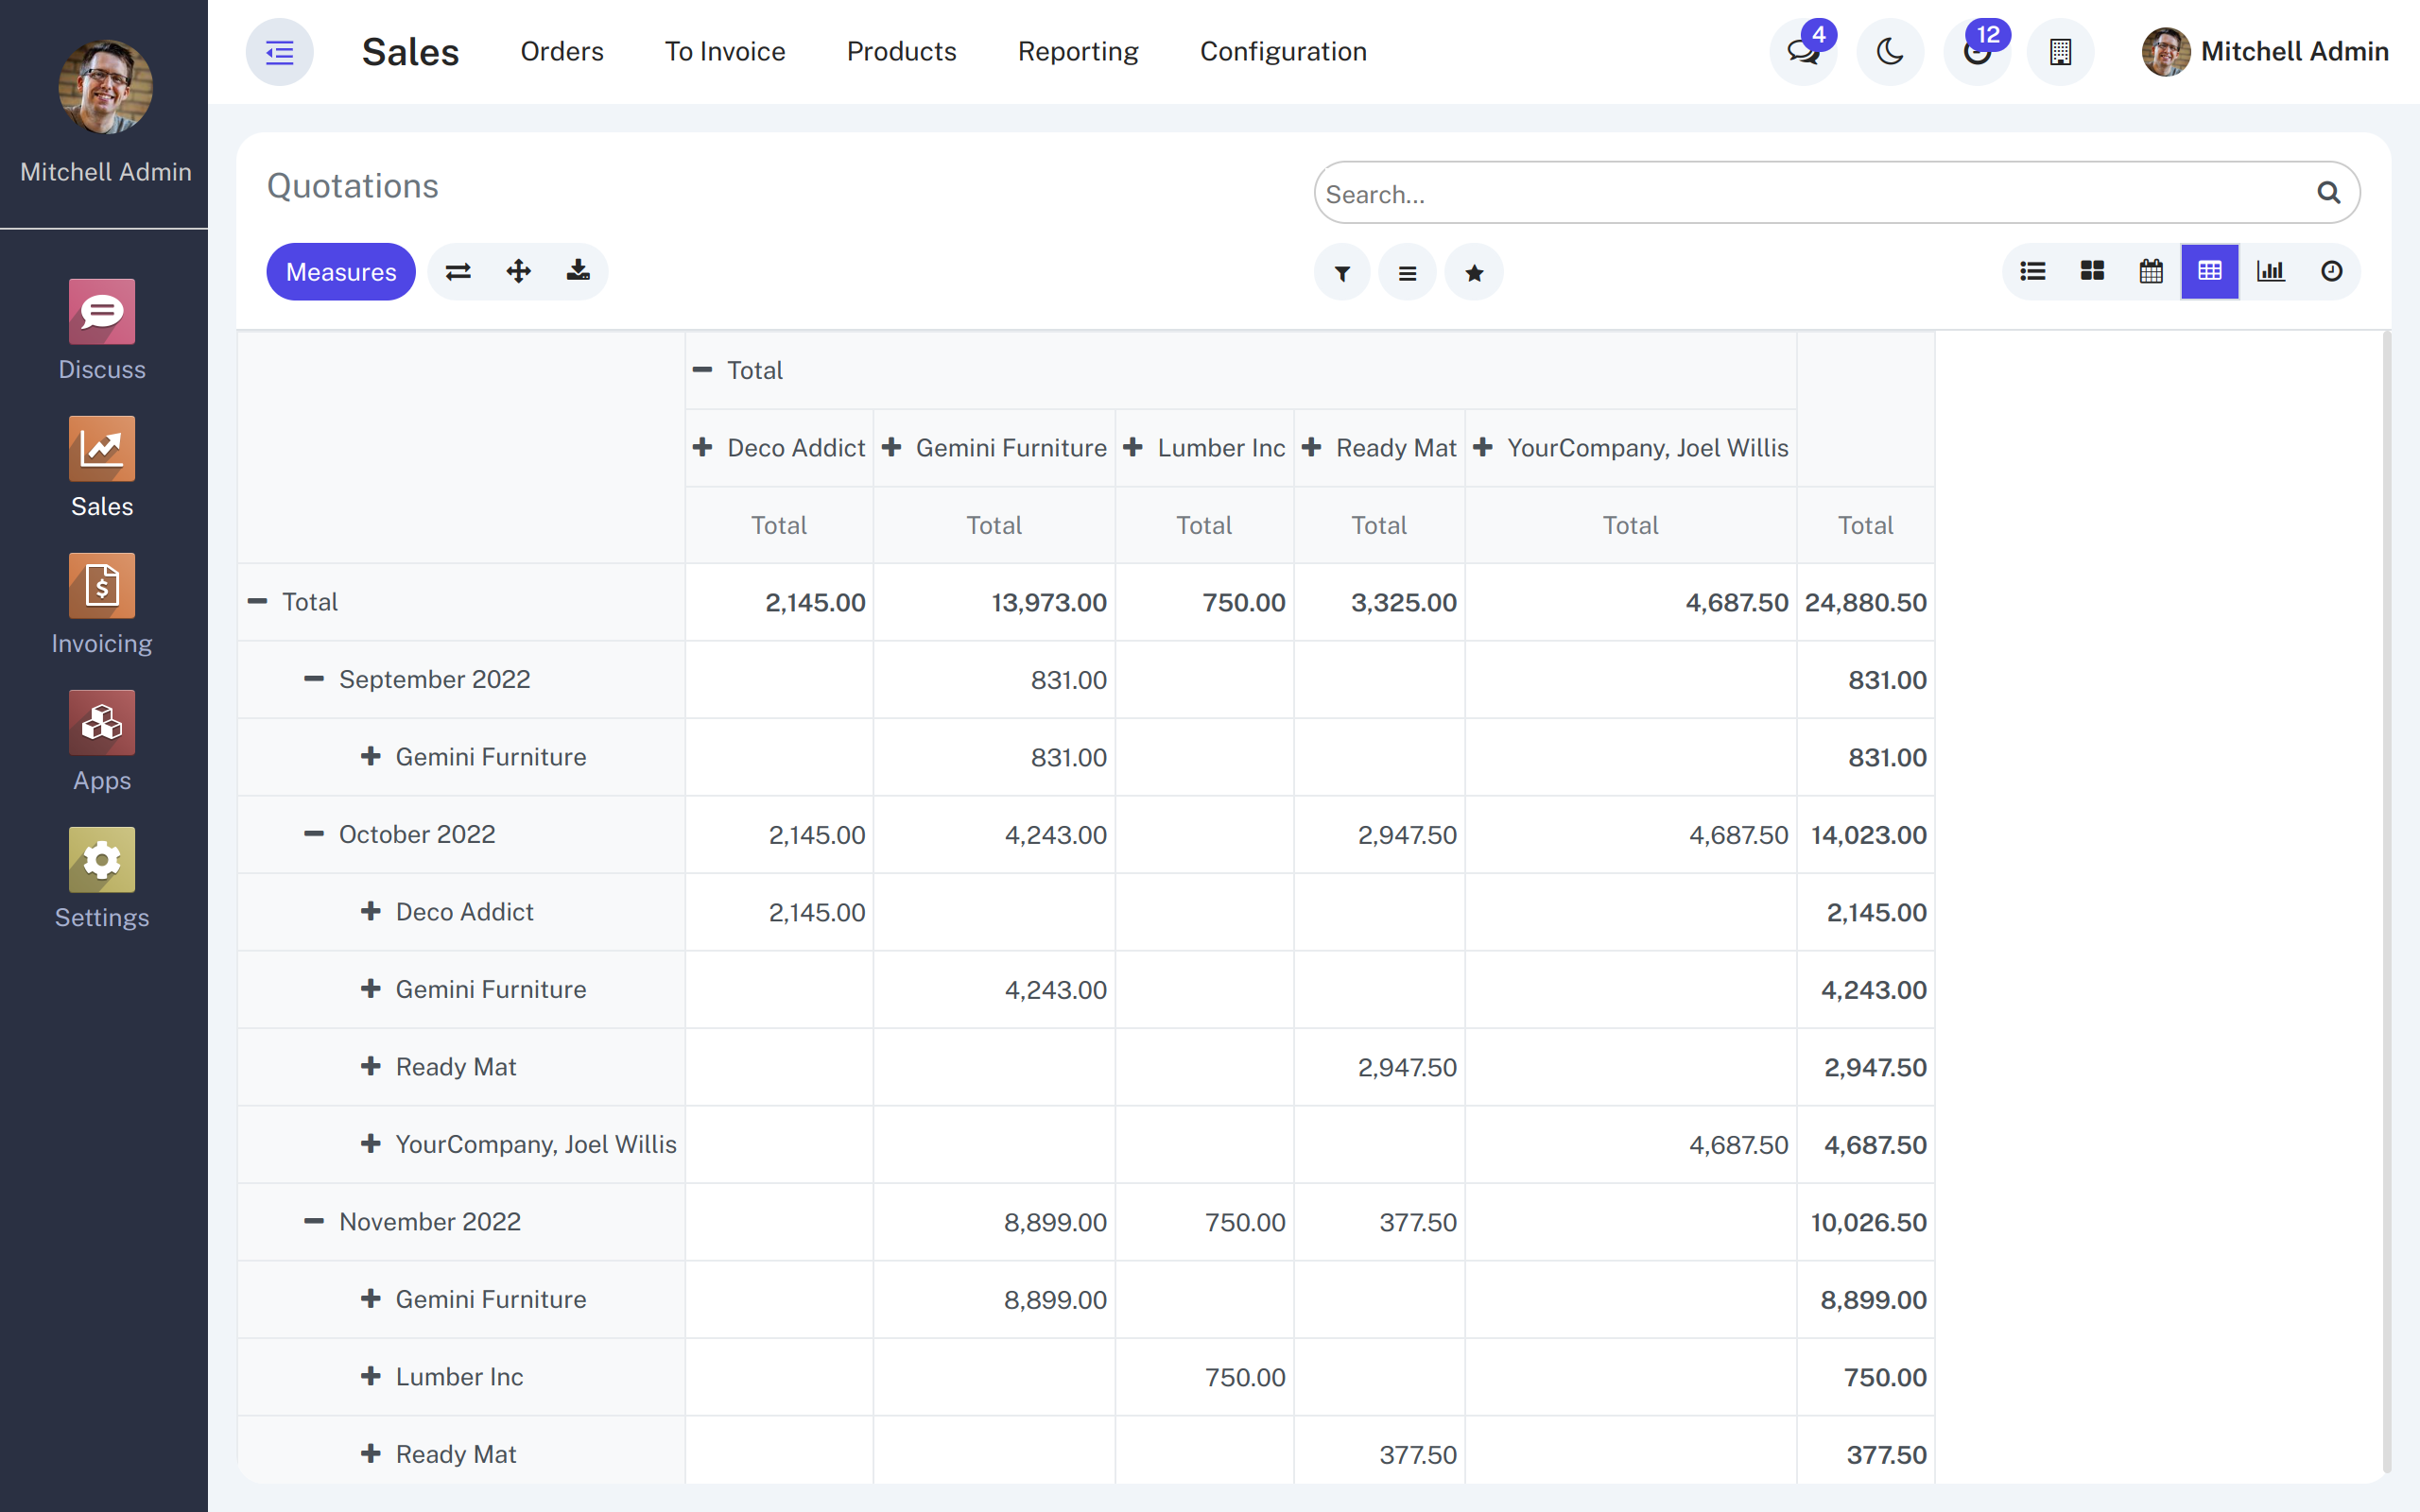 Mitchell Admin
Discuss
Sales
Invoicing
Apps
Settings
Sales Orders To Invoice Products Reporting Configuration 4 12 Mitchell Admin
Quotations
Search...
Measures
Total
Deco Addict Gemini Furniture Lumber Inc Ready Mat YourCompany, Joel Willis
Total Total Total Total Total Total
Total 2,145.00 13,973.00 750.00 3,325.00 4,687.50 24,880.50
September 2022 831.00 831.00
Gemini Furniture 831.00 831.00
October 2022 2,145.00 4,243.00 2,947.50 4,687.50 14,023.00
Deco Addict 2,145.00 2,145.00
Gemini Furniture 4,243.00 4,243.00
Ready Mat 2,947.50 2,947.50
YourCompany, Joel Willis 4,687.50 4,687.50
November 2022 8,899.00 750.00 377.50 10,026.50
Gemini Furniture 8,899.00 8,899.00
Lumber Inc 750.00 750.00
Ready Mat 377.50 377.50